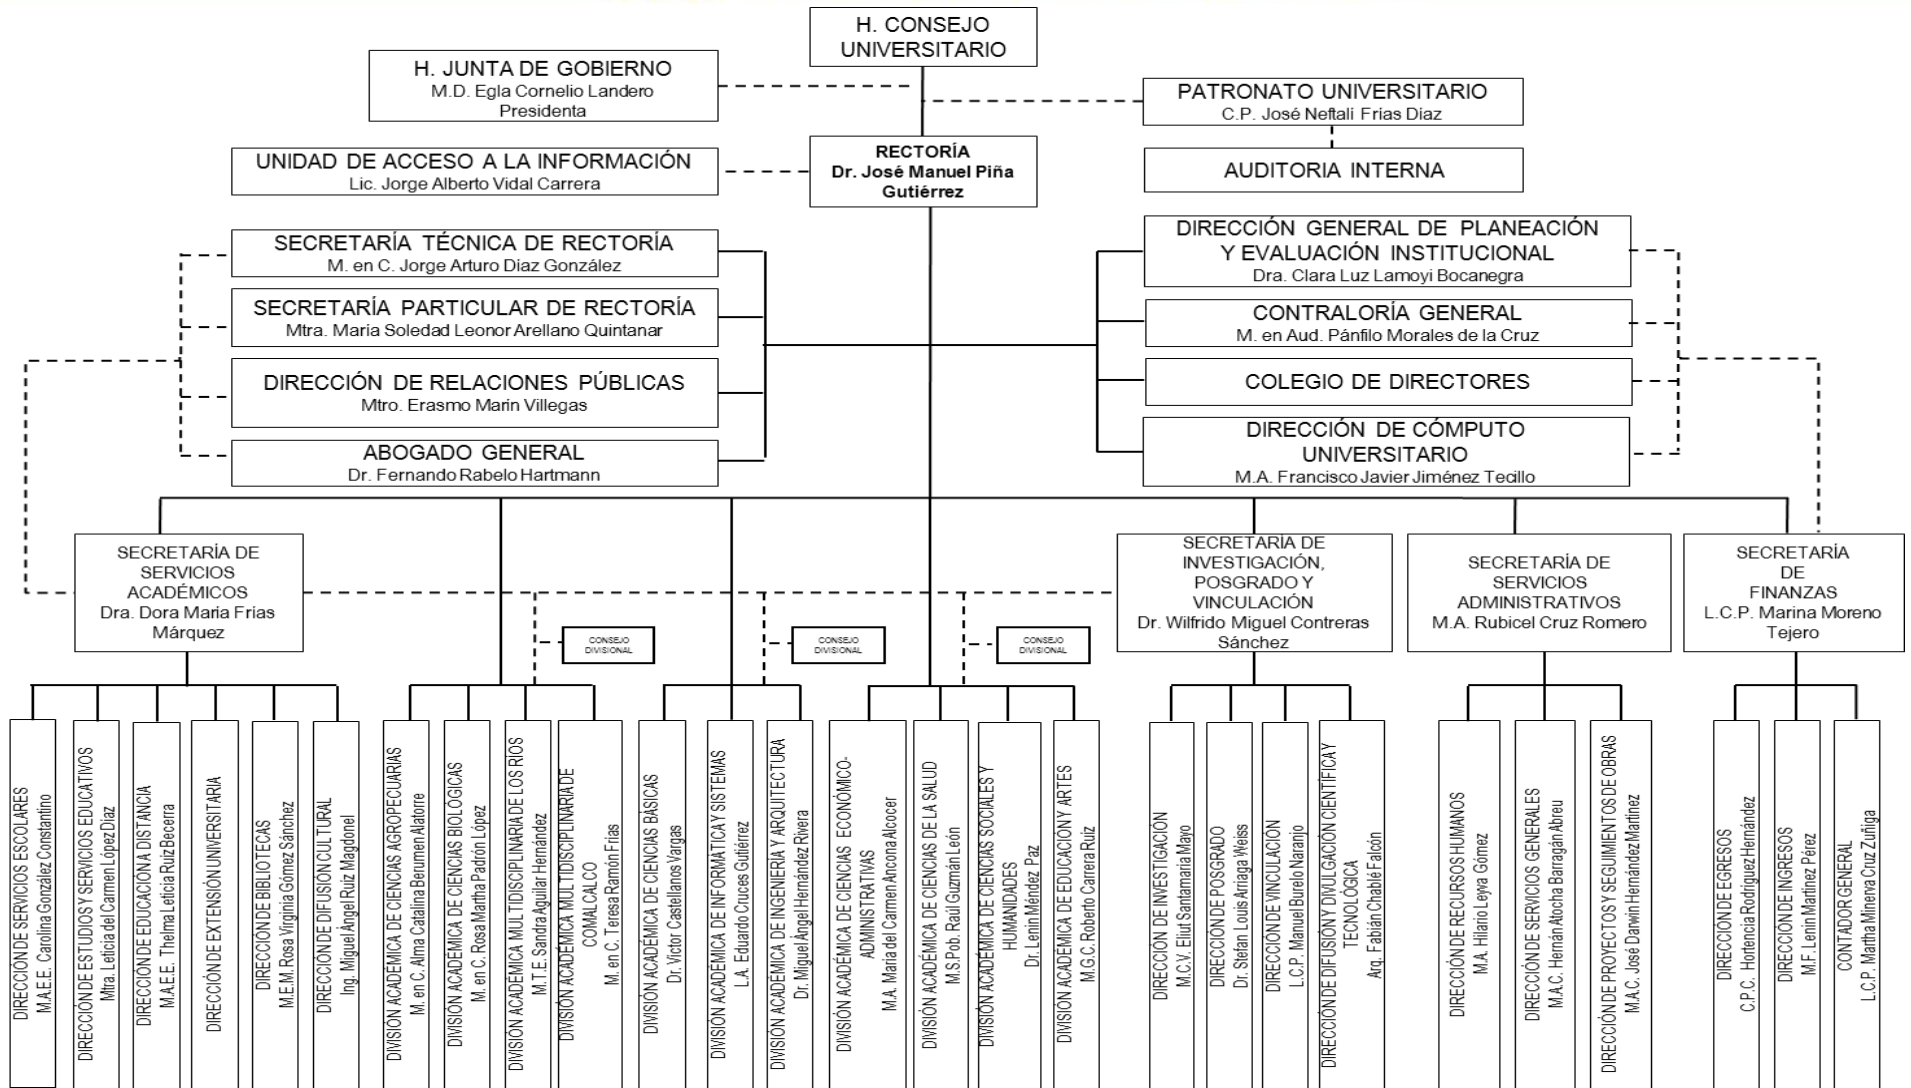 H. CONSEJO
UNIVERSITARIO
H. JUNTA DE GOBIERNO
M.D. Egla Cornelio Landero
Presidenta
PATRONATO UNIVERSITARIO
C.P. José Neftali Frias Diaz
UNIDAD DE ACCESO A LA INFORMACIÓN
Lic. Jorge Alberto Vidal Carrera
RECTORÍA
Dr. José Manuel Piña
Gutiérrez
AUDITORIA INTERNA
SECRETARÍA TÉCNICA DE RECTORÍA
M. en C. Jorge Arturo Diaz González
SECRETARÍA PARTICULAR DE RECTORÍA
Mtra. Maria Soledad Leonor Arellano Quintanar
DIRECCIÓN DE RELACIONES PÚBLICAS
Mtro. Erasmo Marin Villegas
ABOGADO GENERAL
Dr. Fernando Rabelo Hartmann
DIRECCIÓN GENERAL DE PLANEACIÓN
Y EVALUACIÓN INSTITUCIONAL
Dra. Clara Luz Lamoyi Bocanegra
CONTRALORÍA GENERAL
M. en Aud. Pánfilo Morales de la Cruz
COLEGIO DE DIRECTORES
DIRECCIÓN DE CÓMPUTO
UNIVERSITARIO
M.A. Francisco Javier Jiménez Tecillo
SECRETARÍA DE
SERVICIOS
ACADÉMICOS
Dra. Dora Maria Frias
Márquez
CONSEJO
DIVISIONAL
CONSEJO
DIVISIONAL
CONSEJO
DIVISIONAL
SECRETARÍA DE
INVESTIGACIÓN,
POSGRADO Y
VINCULACIÓN
Dr. Wilfrido Miguel Contreras
Sánchez
SECRETARÍA DE
SERVICIOS
ADMINISTRATIVOS
M.A. Rubicel Cruz Romero
SECRETARÍA
DE
FINANZAS
L.C.P. Marina Moreno
Tejero
DIRECCIÓN DE SERVICIOS ESCOLARES
M.A.E.E. Carolina González Constantino
DIRECCIÓN DE ESTUDIOS Y SERVICIOS EDUCATIVOS
Mtra. Leticia del Carmen López Diaz
DIRECCIÓN DE EDUCACION A DISTANCIA
M.A.E.E. Thelma Leticia Ruiz Becerra
DIRECCIÓN DE EXTENSIÓN UNIVERSITARIA
DIRECCIÓN DE BIBLIOTECAS
M.E.M. Rosa Virginia Gómez Sánchez
DIRECCIÓN DE DIFUSIÓN CULTURAL
Ing. Miguel Ángel Ruiz Magdonel
DIVISIÓN ACADÉMICA DE CIENCIAS AGROPECUARIAS
M. en C. Alma Catalina Berumen Alatorre
DIVISIÓN ACADÉMICA DE CIENCIAS BIOLÓGICAS
M. en C. Rosa Martha Padrón López
DIVISIÓN ACADÉMICA MULTIDISCIPLINARIA DE LOS RIOS
M.T.E. Sandra Aguilar Hernández
DIVISIÓN ACADÉMICA MULTIDISCIPLINARIA DE
COMALCALCO
M. en C. Teresa Ramón Frias
DIVISIÓN ACADÉMICA DE CIENCIAS BÁSICAS
Dr. Victor Castellanos Vargas
DIVISIÓN ACADÉMICA DE INFORMÁTICA Y SISTEMAS
L.A. Eduardo Cruces Gutiérrez
DIVISIÓN ACADÉMICA DE INGENIERÍA Y ARQUITECTURA
Dr. Miguel Ángel Hernández Rivera
DIVISIÓN ACADÉMICA DE CIENCIAS ECONÓMICO-
ADMINISTRATIVAS
M.A. Maria del Carmen Ancona Alcocer
DIVISIÓN ACADÉMICA DE CIENCIAS DE LA SALUD
M.S.Pob. Raúl Guzmán León
DIVISIÓN ACADÉMICA DE CIENCIAS SOCIALES Y
HUMANIDADES
Dr. Lenin Méndez Paz
DIVISIÓN ACADÉMICA DE EDUCACIÓN Y ARTES
M.G.C. Roberto Carrera Ruiz
DIRECCIÓN DE INVESTIGACIÓN
M.C.V. Eliut Santamaria Mayo
DIRECCIÓN DE POSGRADO
Dr. Stefan Louis Arriaga Weiss
DIRECCIÓN DE VINCULACIÓN
L.C.P. Manuel Burelo Naranjo
DIRECCIÓN DE DIFUSIÓN Y DIVULGACIÓN CIENTÍFICA Y
TECNOLÓGICA
Arq. Fabián Chablé Falcón
DIRECCIÓN DE RECURSOS HUMANOS
M.A. Hilario Leyva Gómez
DIRECCIÓN DE SERVICIOS GENERALES
M.A.C. Hernán Atocha Barragán Abreu
DIRECCIÓN DE PROYECTOS Y SEGUIMIENTOS DE OBRAS
M.A.C. José Darwin Hernández Martinez
DIRECCIÓN DE EGRESOS
C.P.C. Hortencia Rodriguez Hernández
DIRECCIÓN DE INGRESOS
M.F. Lenin Martinez Pérez
CONTADOR GENERAL
L.C.P. Martha Minerva Cruz Zuñiga